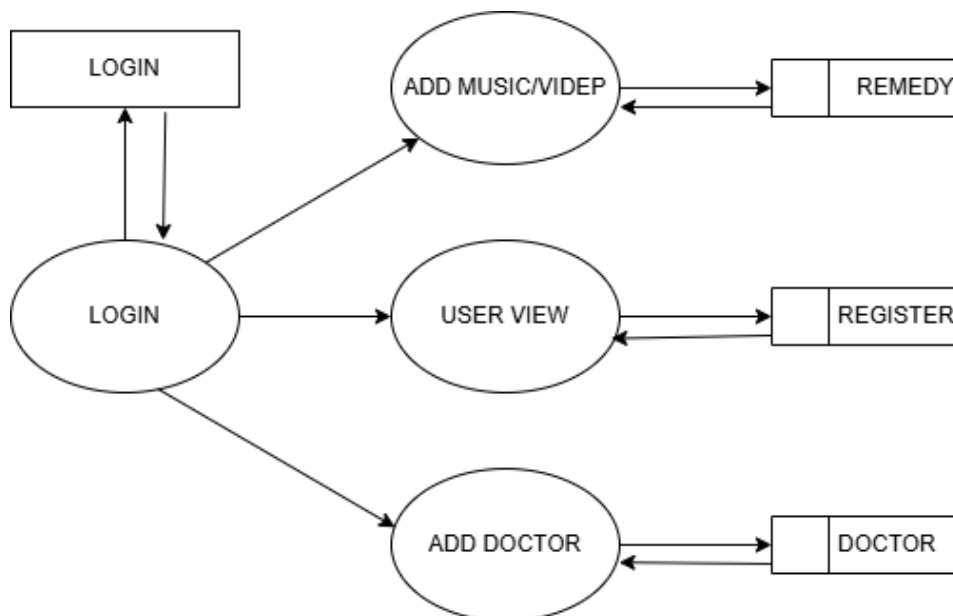 LOGIN
ADD MUSIC/VIDEP
REMEDY
LOGIN
USER VIEW
REGISTER
ADD DOCTOR
DOCTOR